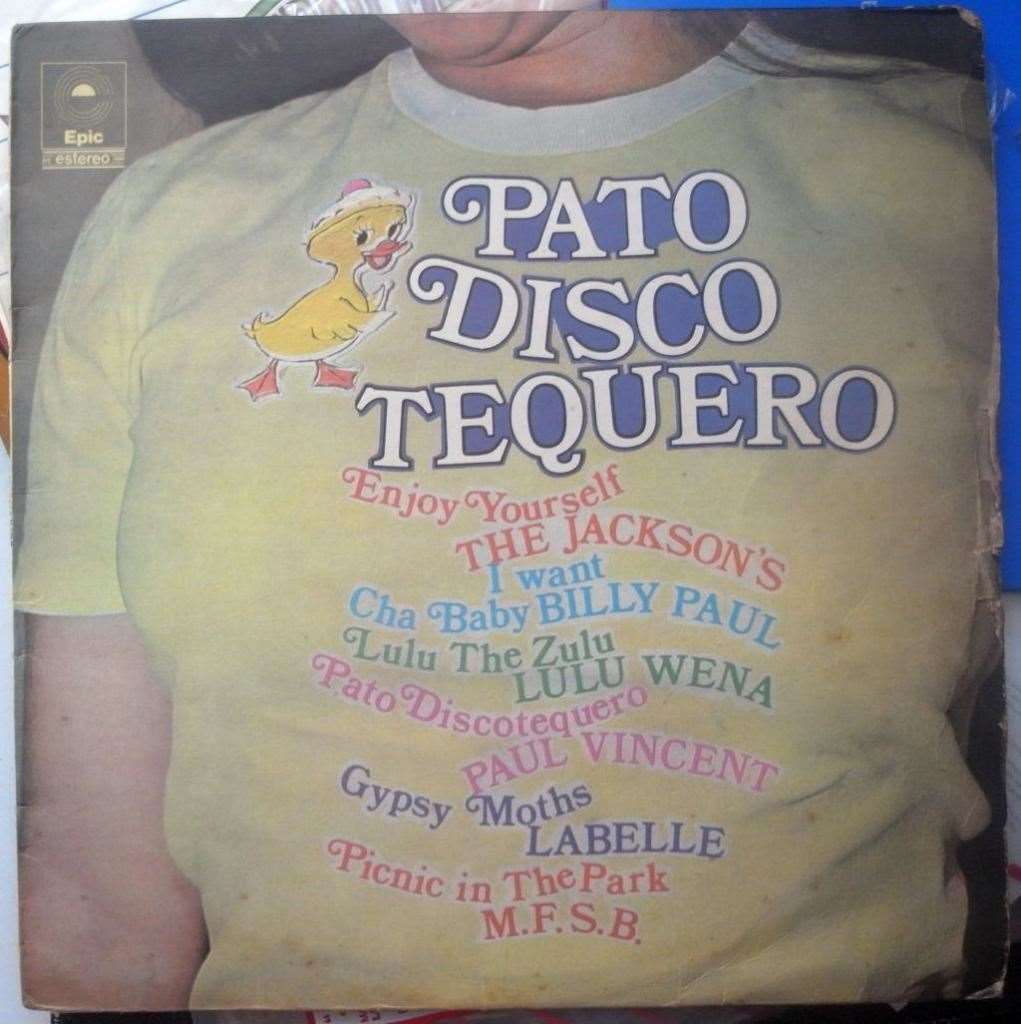 Epic
estereo
PATO
DISCO
TEQUERO
Enjoy Yourself
THE JACKSON'S
I want
Cha Baby BILLY PAUL
Lulu The Zulu
LULU WENA
Pato Discotequero
PAUL VINCENT
Gypsy Moths
LABELLE
Picnic in The Park
M.F.S.B.